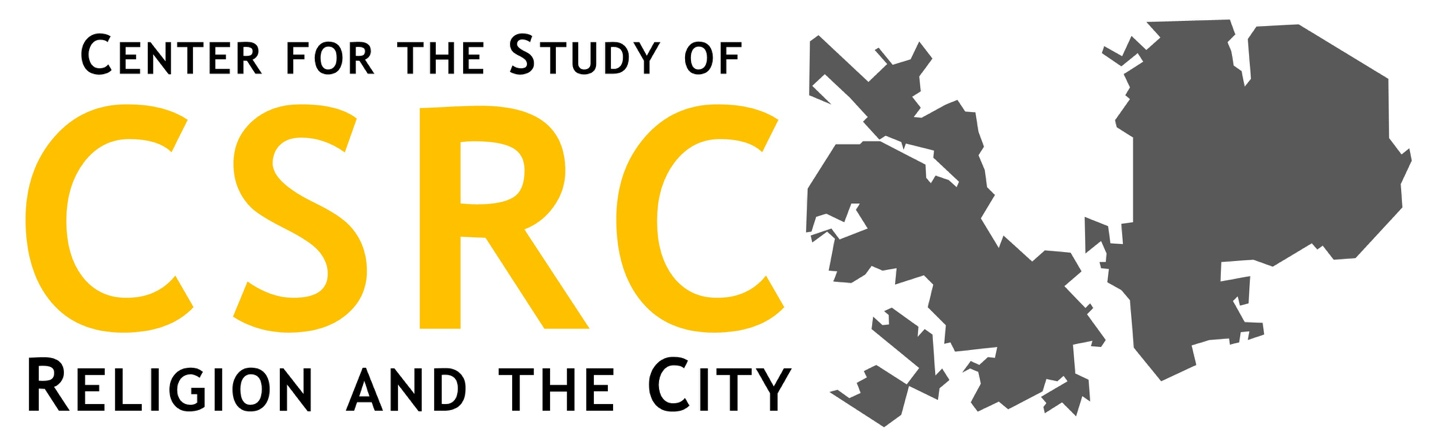 Center for the Study of
CSRC
Religion and the City